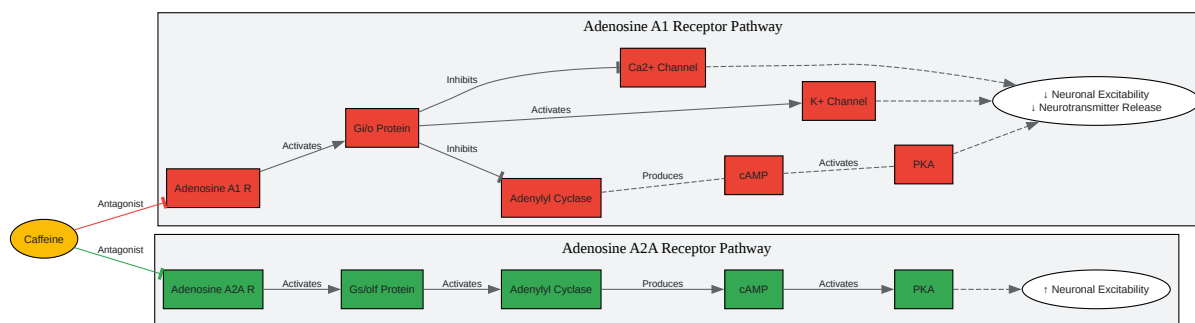 Adenosine A1 Receptor Pathway
Inhibits
Ca2+ Channel
↓ Neuronal Excitability
↓ Neurotransmitter Release
Activates
K+ Channel
Gi/o Protein
Activates
Inhibits
Adenosine A1 R
Adenylyl Cyclase
Produces
cAMP
Activates
PKA
Antagonist
Caffeine
Antagonist
Adenosine A2A Receptor Pathway
Adenosine A2A R
Activates
Gs/olf Protein
Activates
Adenylyl Cyclase
Produces
cAMP
Activates
PKA
↑ Neuronal Excitability